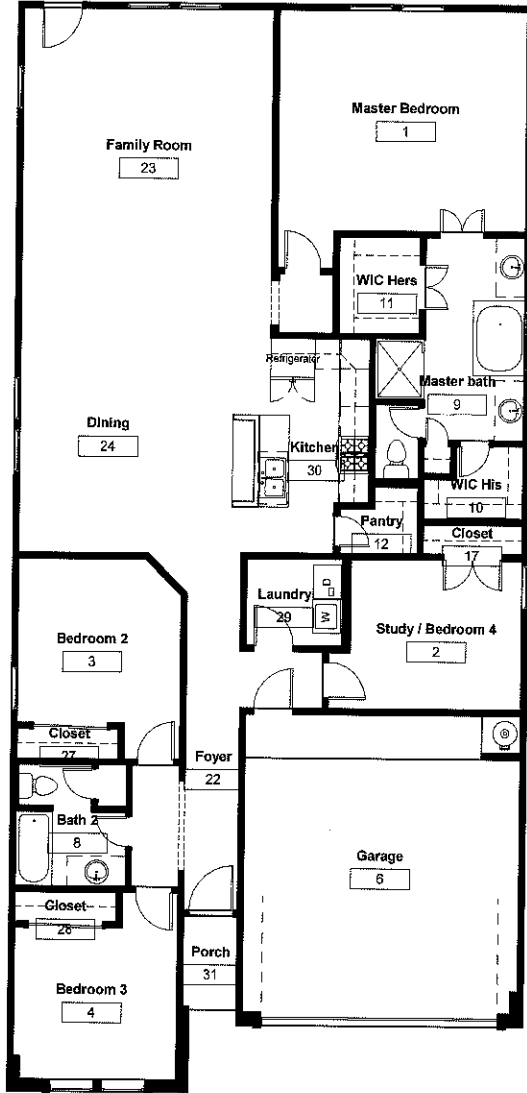 Master Bedroom
1
Family Room
23
WIC Hers
11
Refrigerator
Master bath
9
Dining
24
Kitchen
30
WIC His
10
Pantry
12
Closet
17
Laundry
29
D
W
Study / Bedroom 4
2
Bedroom 2
3
Closet
27
Foyer
22
Bath 2
8
Garage
6
Closet
28
Porch
31
Bedroom 3
4